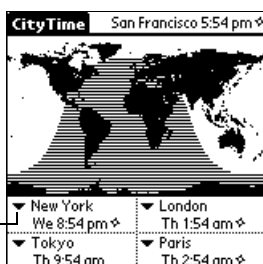 CityTime San Francisco 5:54 pm
New York London
We 8:54 pm Th 1:54 am
Tokyo Paris
Th 9:54 am Th 2:54 am